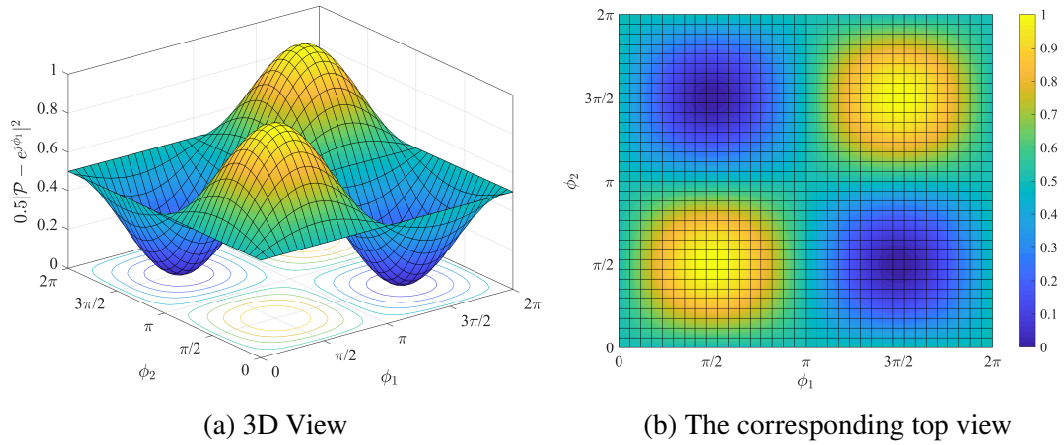 0.5|𝒫 − e^{jϕ₁}|²
1
0.8
0.6
0.4
0.2
0
2π
3π/2
π
π/2
0
ϕ₂
0
π/2
π
3π/2
2π
ϕ₁
(a) 3D View
2π
3π/2
π
π/2
0
ϕ₂
π/2
π
3π/2
2π
ϕ₁
1
0.9
0.8
0.7
0.6
0.5
0.4
0.3
0.2
0.1
0
(b) The corresponding top view